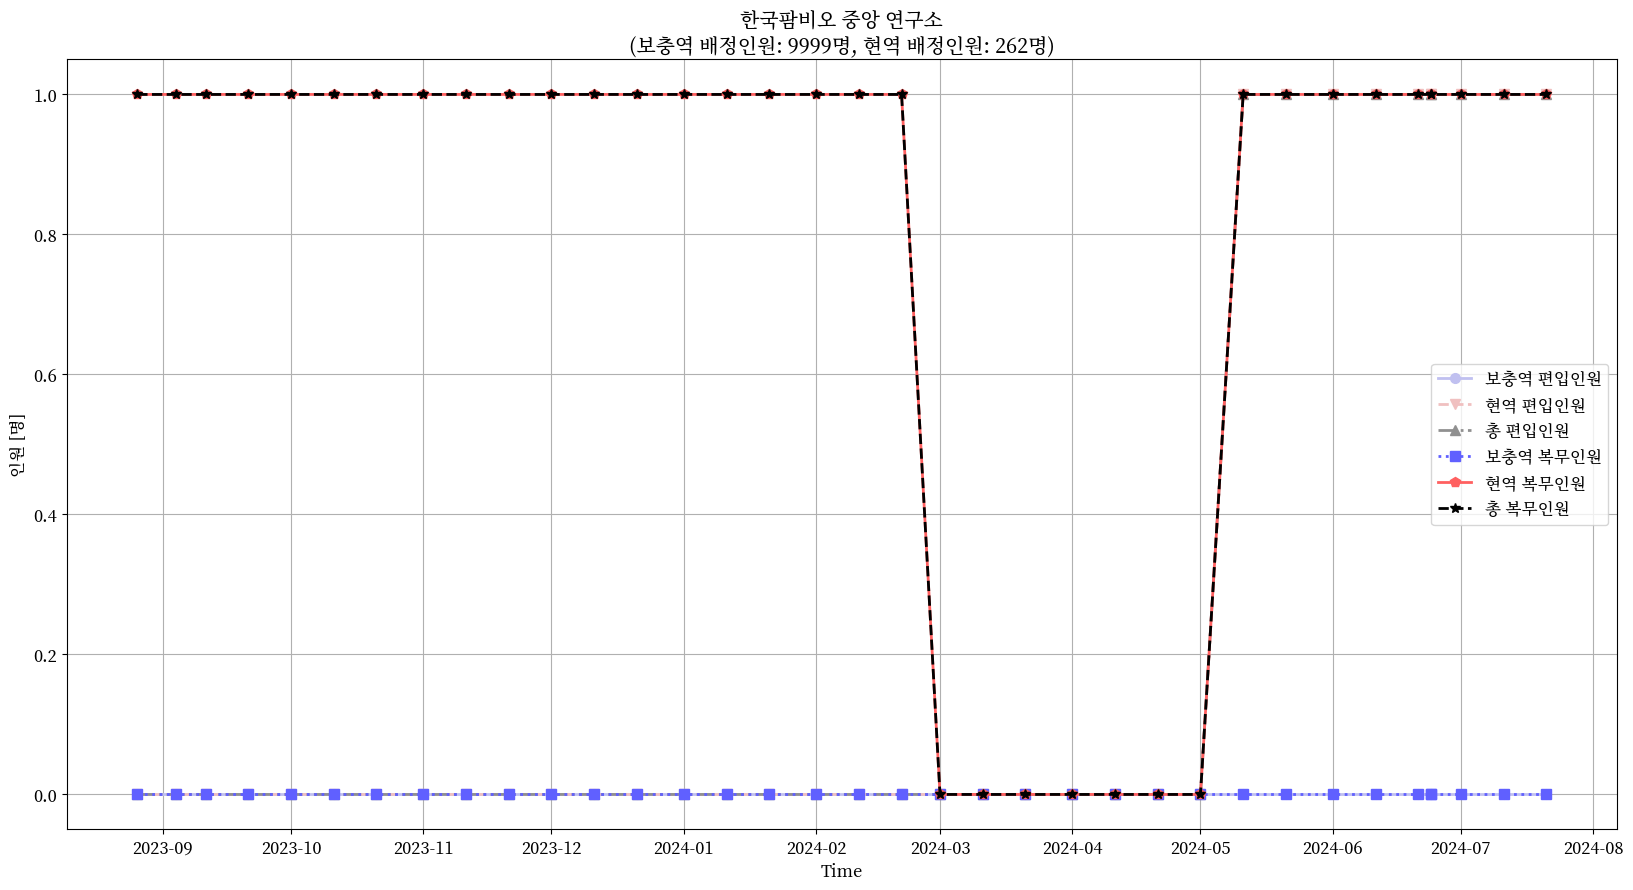 한국팜비오 중앙 연구소
(보충역 배정인원: 9999명, 현역 배정인원: 262명)
1.0
0.8
0.6
0.4
0.2
0.0
인원 [명]
보충역 편입인원
현역 편입인원
총 편입인원
보충역 복무인원
현역 복무인원
총 복무인원
2023-09 2023-10 2023-11 2023-12 2024-01 2024-02 2024-03 2024-04 2024-05 2024-06 2024-07 2024-08
Time